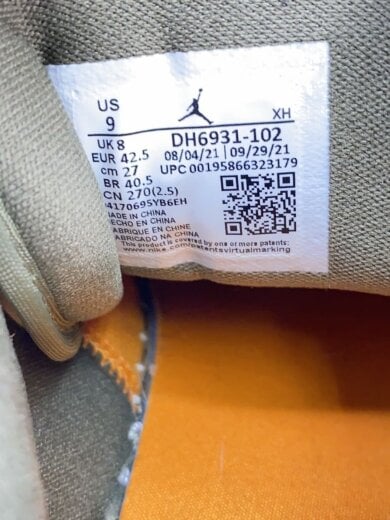 US
9
XH
UK 8
DH6931-102
EUR 42.5
08/04/21 09/29/21
cm 27
UPC 00195866323179
BR 40.5
CN 270(2.5)
4170695YB6EH
MADE IN CHINA
HECHO EN CHINA
FABRIQUE EN CHINE
FABRICADO NA CHINA
This product is covered by one or more patents:
www.nike.com/patentsvirtualmarking